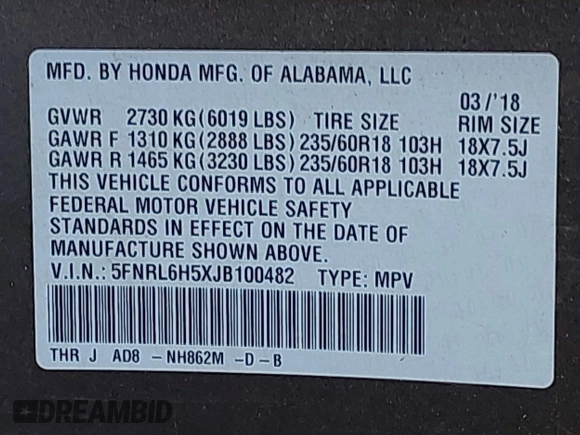 MFD. BY HONDA MFG. OF ALABAMA, LLC
03/'18
GVWR 2730 KG(6019 LBS) TIRE SIZE RIM SIZE
GAWR F 1310 KG(2888 LBS) 235/60R18 103H 18X7.5J
GAWR R 1465 KG(3230 LBS) 235/60R18 103H 18X7.5J
THIS VEHICLE CONFORMS TO ALL APPLICABLE
FEDERAL MOTOR VEHICLE SAFETY
STANDARDS IN EFFECT ON THE DATE OF
MANUFACTURE SHOWN ABOVE.
V.I.N.: 5FNRL6H5XJB100482 TYPE: MPV
THR J AD8 -NH862M -D-B
DREAMBID